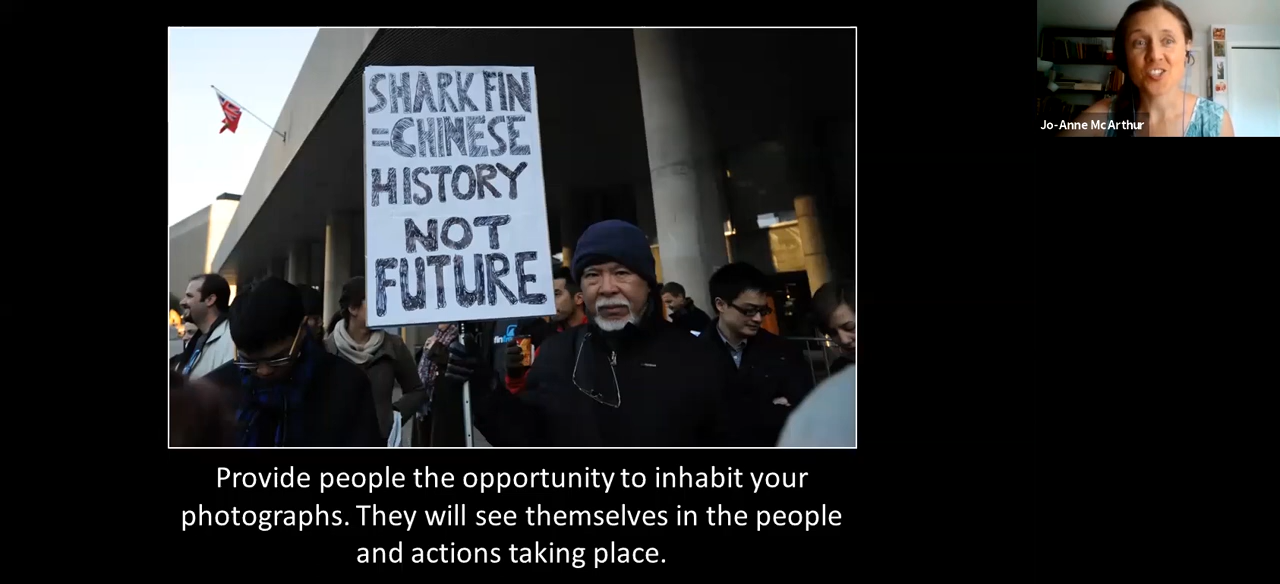 SHARK FIN
=CHINESE
HISTORY
NOT
FUTURE
Jo-Anne McArthur
Provide people the opportunity to inhabit your
photographs. They will see themselves in the people
and actions taking place.